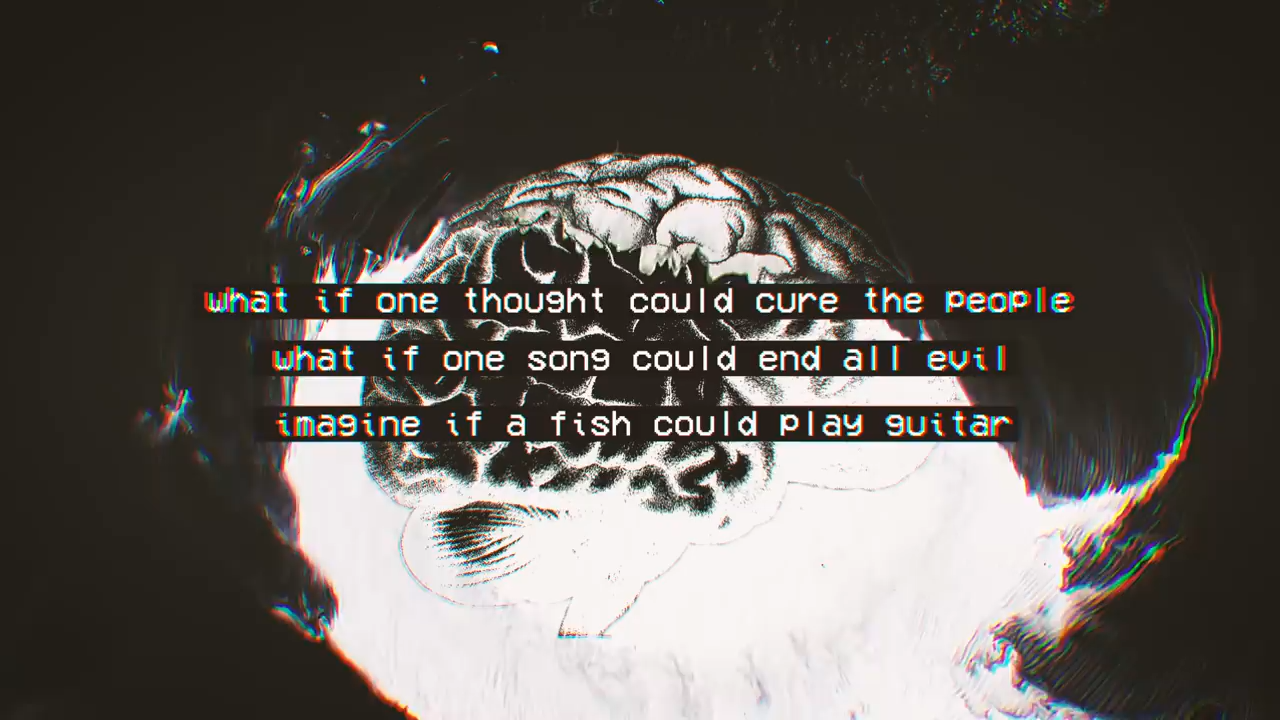 what if one thought could cure the people
what if one song could end all evil
imagine if a fish could play guitar